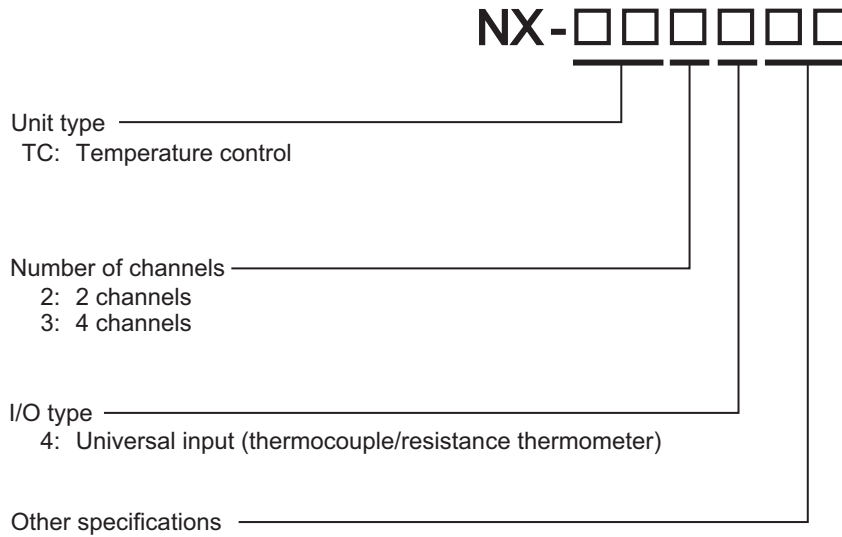 NX-□□□□□□
Unit type
TC: Temperature control
Number of channels
2: 2 channels
3: 4 channels
I/O type
4: Universal input (thermocouple/resistance thermometer)
Other specifications